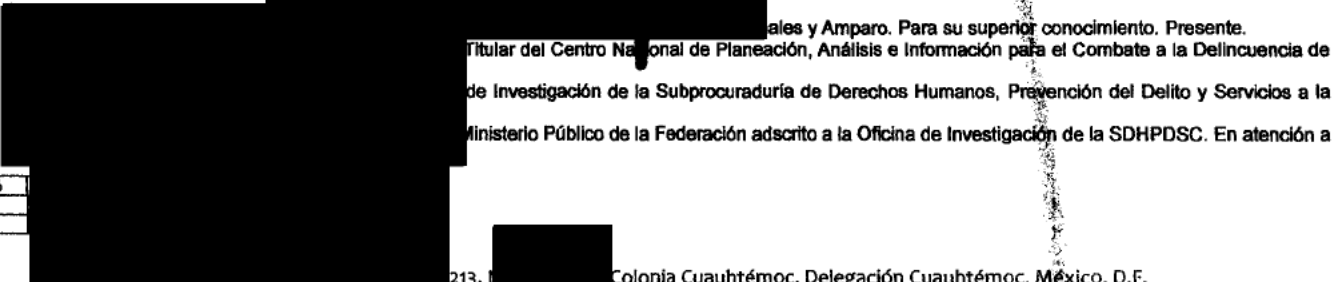 ales y Amparo. Para su superior conocimiento. Presente.
Titular del Centro Nacional de Planeación, Análisis e Información para el Combate a la Delincuencia de
de Investigación de la Subprocuraduría de Derechos Humanos, Prevención del Delito y Servicios a la
Ministerio Público de la Federación adscrito a la Oficina de Investigación de la SDHPDSC. En atención a
213, Colonia Cuauhtémoc, Delegación Cuauhtémoc, México, D.F.